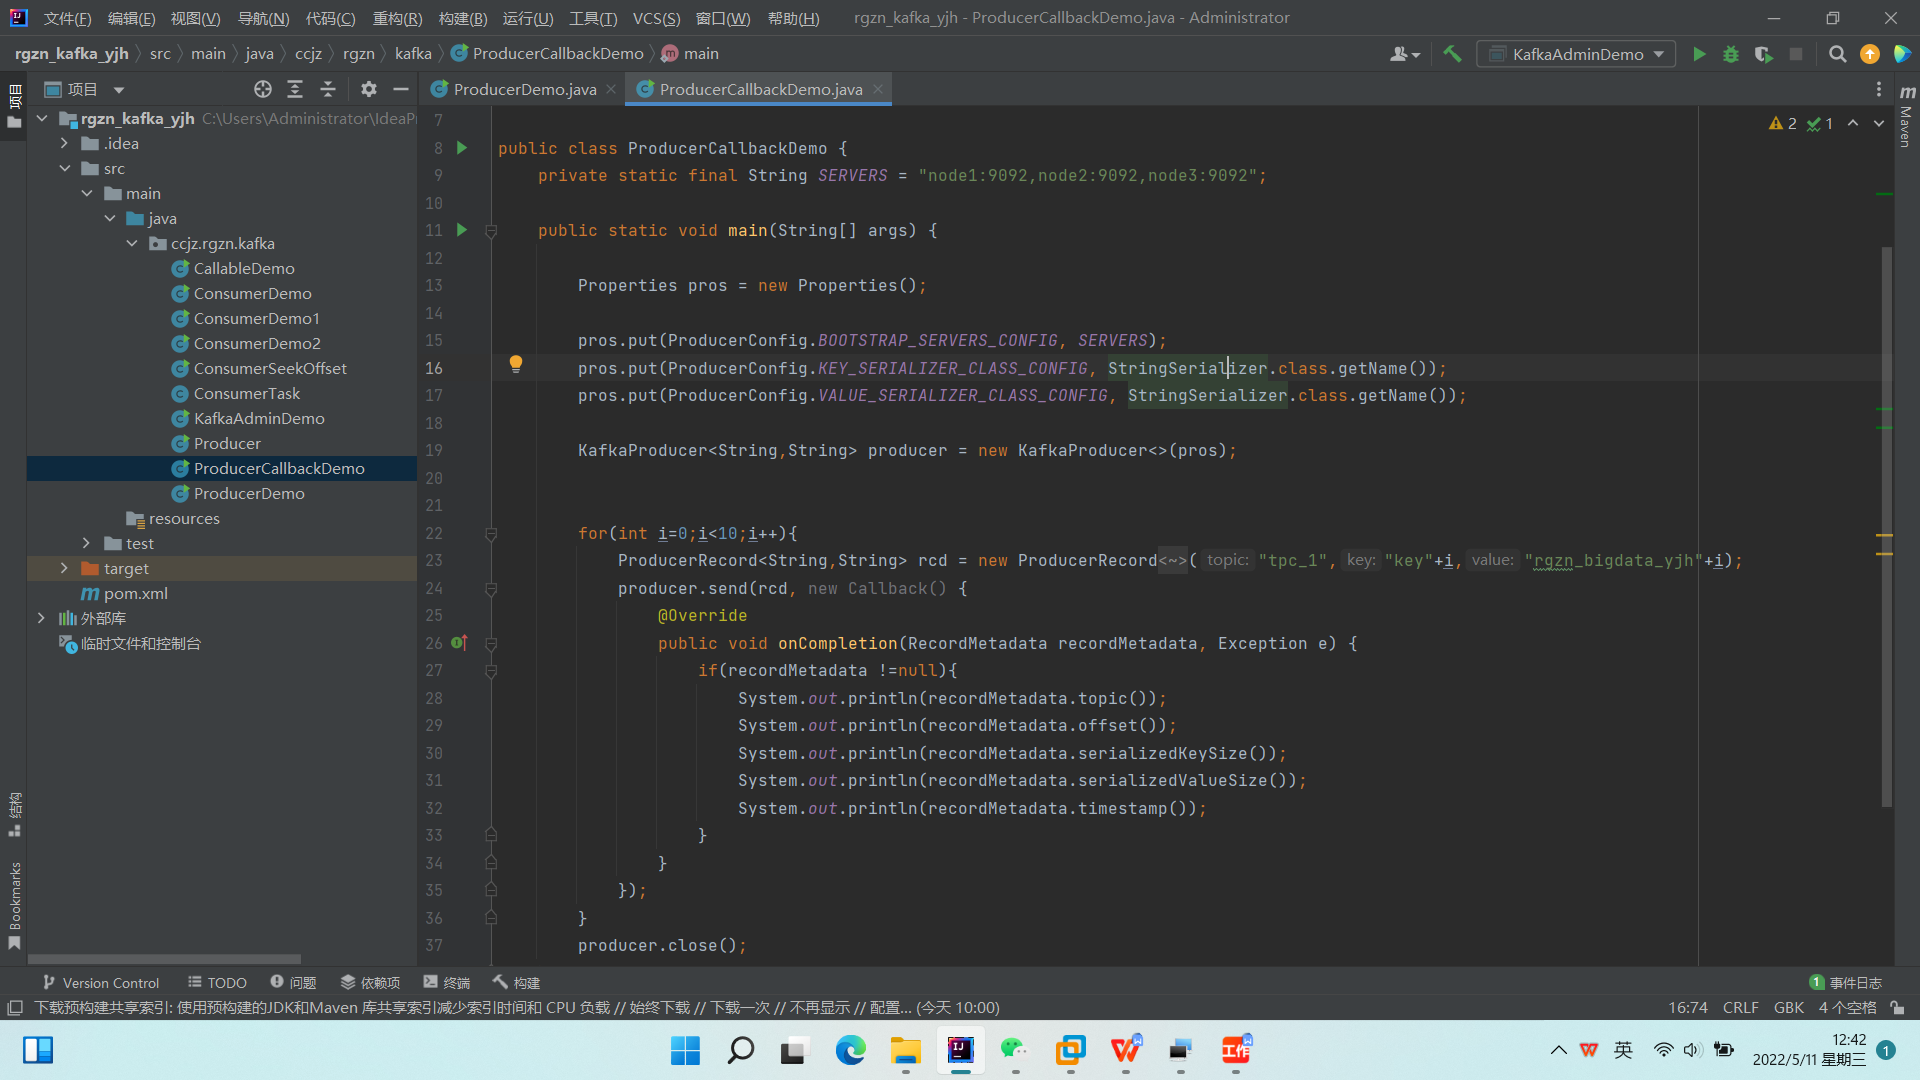 文件(F) 编辑(E) 视图(V) 导航(N) 代码(C) 重构(R) 构建(B) 运行(U) 工具(T) VCS(S) 窗口(W) 帮助(H) rgzn_kafka_yjh - ProducerCallbackDemo.java - Administrator
rgzn_kafka_yjh src main java ccjz rgzn kafka ProducerCallbackDemo main KafkaAdminDemo
项目
项目
ProducerDemo.java ProducerCallbackDemo.java
Maven
rgzn_kafka_yjh C:\Users\Administrator\IdeaPr
.idea
src
main
java
ccjz.rgzn.kafka
CallableDemo
ConsumerDemo
ConsumerDemo1
ConsumerDemo2
ConsumerSeekOffset
ConsumerTask
KafkaAdminDemo
Producer
ProducerCallbackDemo
ProducerDemo
resources
test
target
pom.xml
外部库
临时文件和控制台
结构
Bookmarks
2 1
7
8 public class ProducerCallbackDemo {
9 private static final String SERVERS = "node1:9092,node2:9092,node3:9092";
10
11 public static void main(String[] args) {
12
13 Properties pros = new Properties();
14
15 pros.put(ProducerConfig.BOOTSTRAP_SERVERS_CONFIG, SERVERS);
16 pros.put(ProducerConfig.KEY_SERIALIZER_CLASS_CONFIG, StringSerializer.class.getName());
17 pros.put(ProducerConfig.VALUE_SERIALIZER_CLASS_CONFIG, StringSerializer.class.getName());
18
19 KafkaProducer<String,String> producer = new KafkaProducer<>(pros);
20
21
22 for(int i=0;i<10;i++){
23 ProducerRecord<String,String> rcd = new ProducerRecord<~>( topic: "tpc_1", key: "key"+i, value: "rgzn_bigdata_yjh"+i);
24 producer.send(rcd, new Callback() {
25 @Override
26 public void onCompletion(RecordMetadata recordMetadata, Exception e) {
27 if(recordMetadata !=null){
28 System.out.println(recordMetadata.topic());
29 System.out.println(recordMetadata.offset());
30 System.out.println(recordMetadata.serializedKeySize());
31 System.out.println(recordMetadata.serializedValueSize());
32 System.out.println(recordMetadata.timestamp());
33 }
34 }
35 });
36 }
37 producer.close();
Version Control TODO 问题 依赖项 终端 构建 1 事件日志
下载预构建共享索引: 使用预构建的JDK和Maven 库共享索引减少索引时间和 CPU 负载 // 始终下载 // 下载一次 // 不再显示 // 配置... (今天 10:00) 16:74 CRLF GBK 4 个空格
英 12:42
2022/5/11 星期三 1